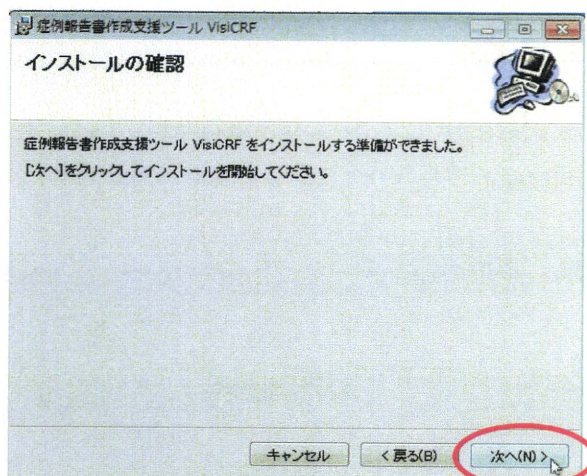 症例報告書作成支援ツール VisiCRF
インストールの確認
症例報告書作成支援ツール VisiCRF をインストールする準備ができました。
[次へ]をクリックしてインストールを開始してください。
キャンセル
< 戻る(B)
次へ(N) >